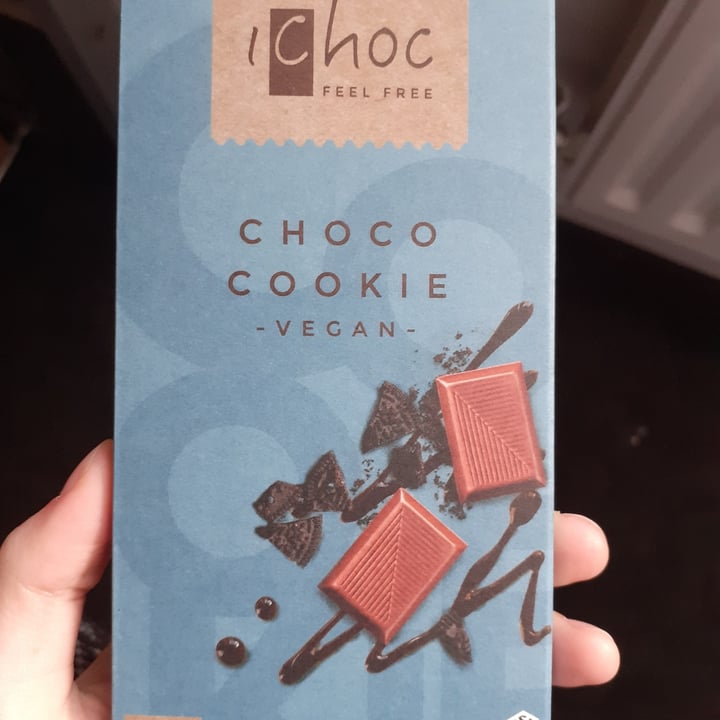 iChoc
FEEL FREE
CHOCO
COOKIE
-VEGAN-